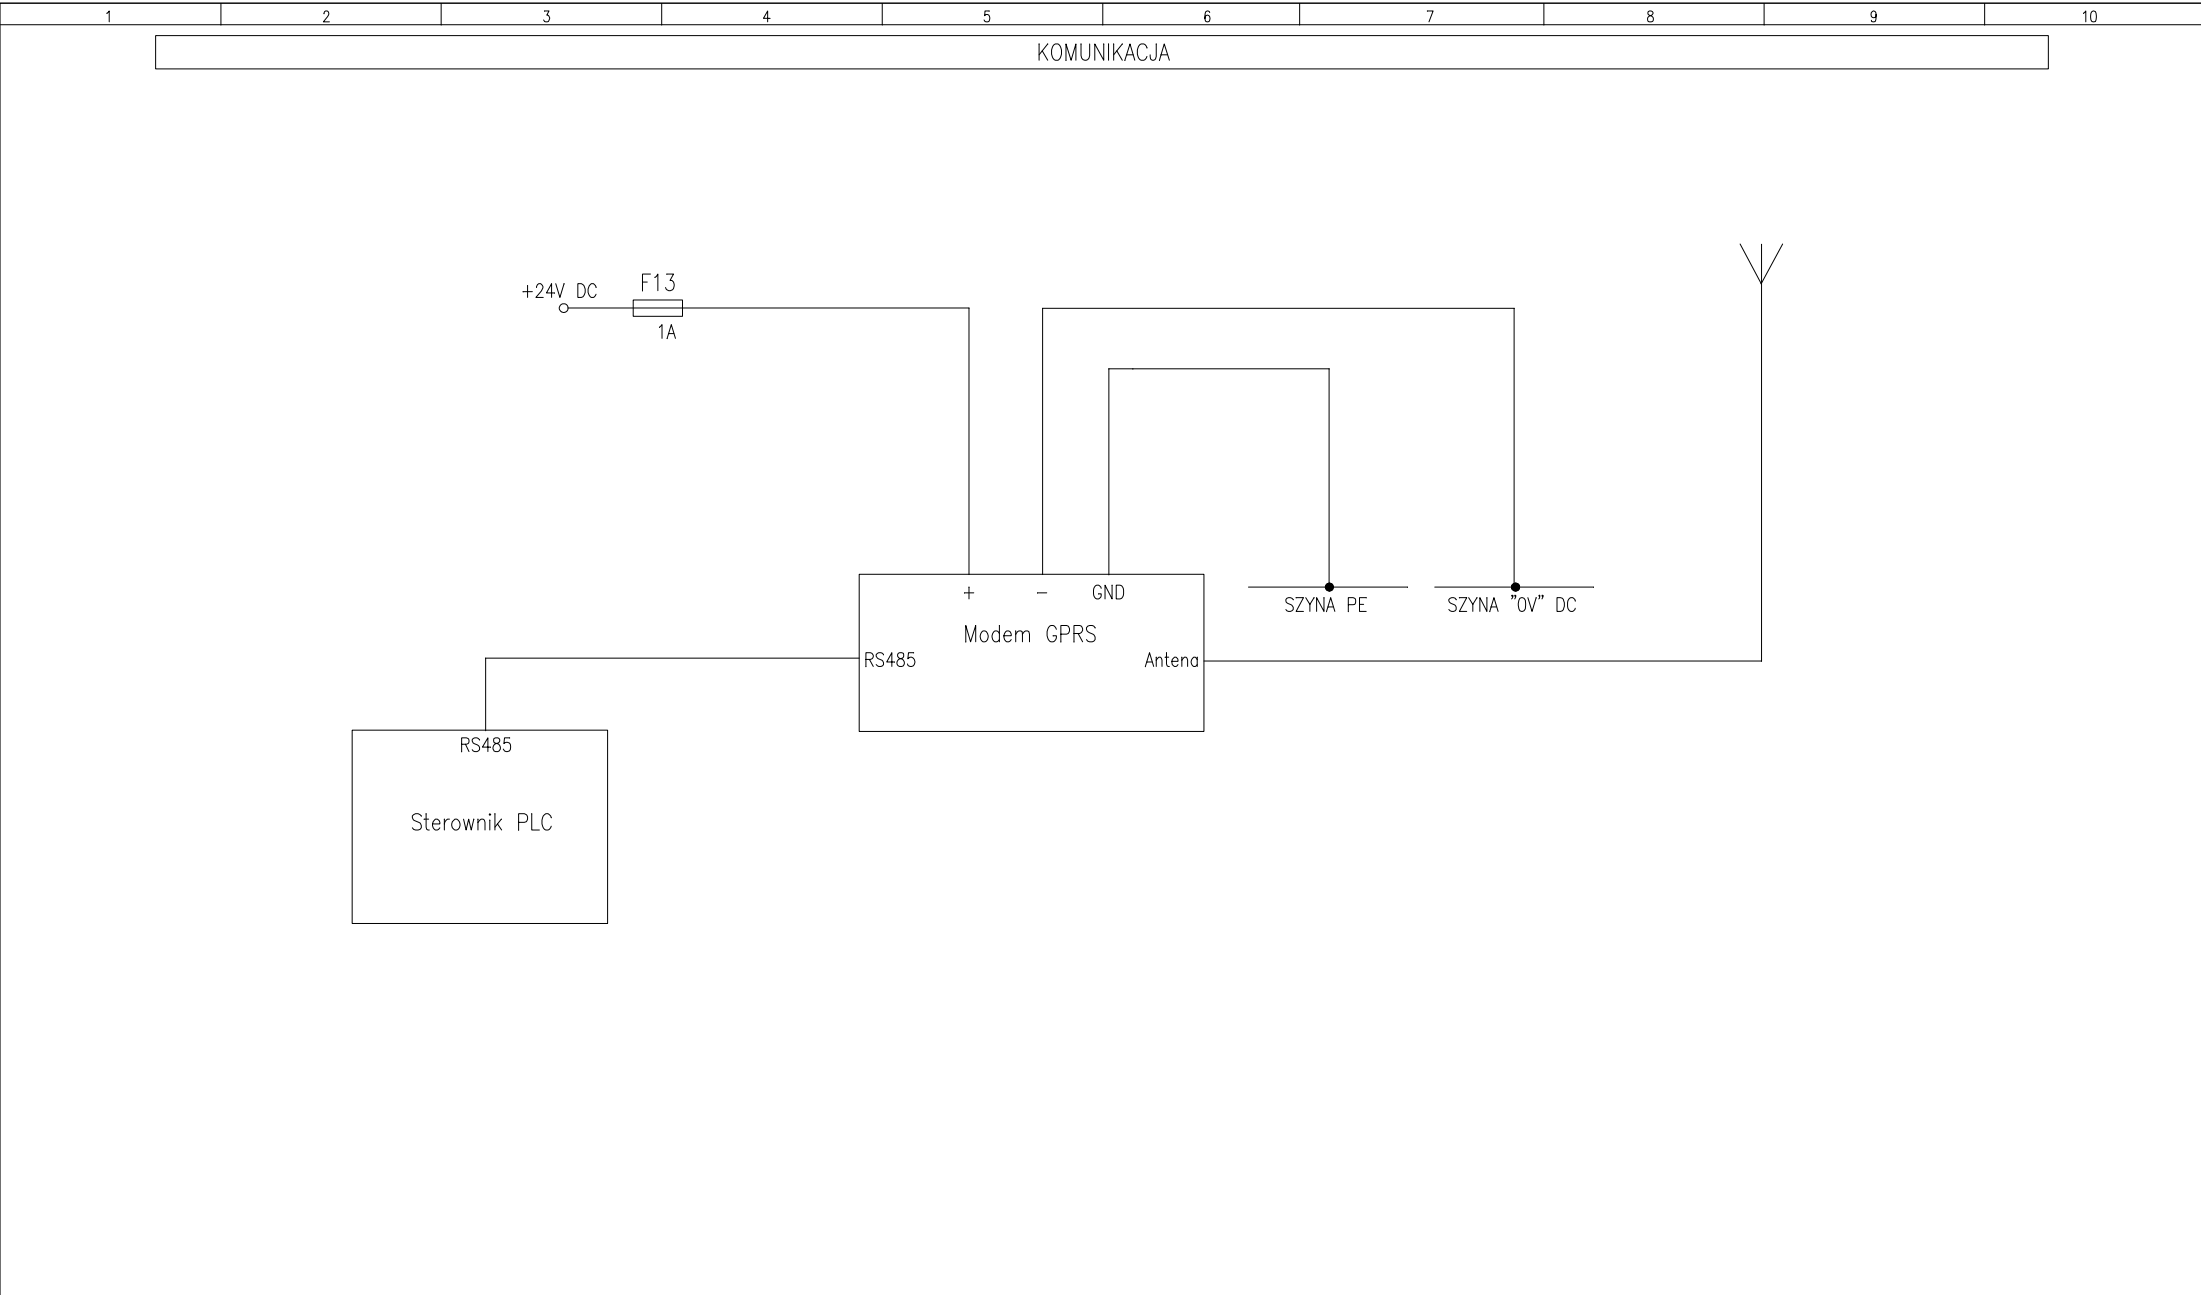 1 2 3 4 5 6 7 8 9 10
KOMUNIKACJA
F13
+24V DC
1A
+ − GND
SZYNA PE SZYNA "0V" DC
Modem GPRS
RS485 Antena
RS485
Sterownik PLC